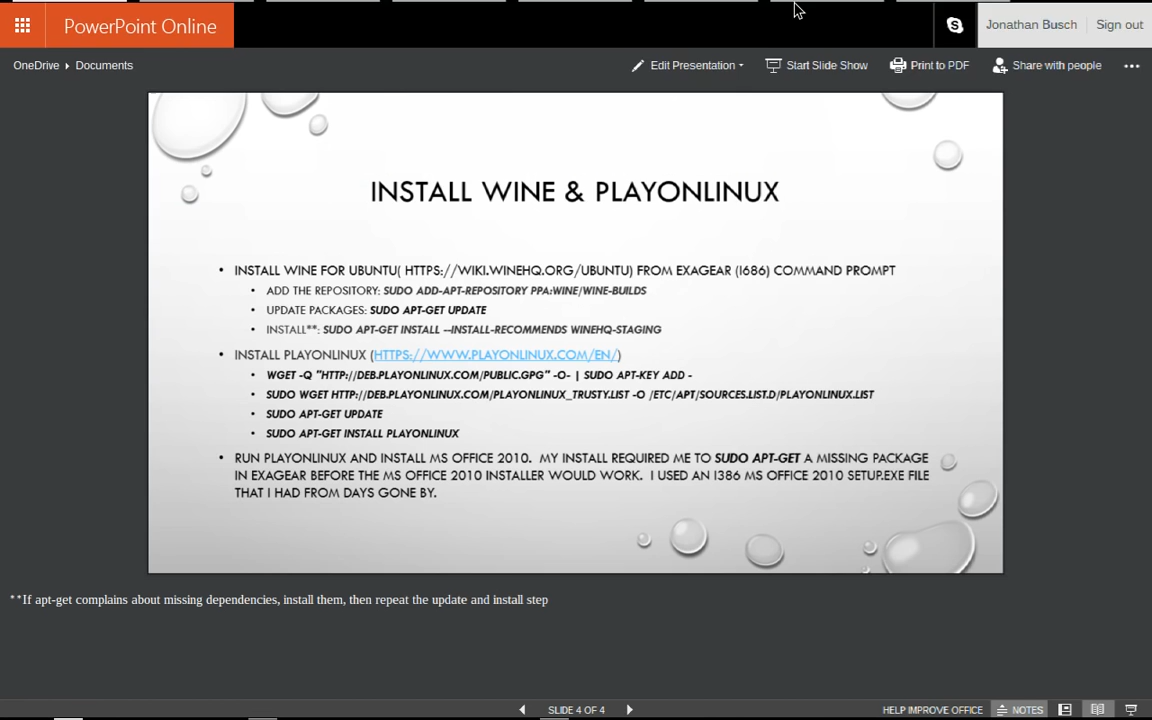 PowerPoint Online
Jonathan Busch
Sign out
OneDrive ▸ Documents
Edit Presentation
Start Slide Show
Print to PDF
Share with people
INSTALL WINE & PLAYONLINUX
• INSTALL WINE FOR UBUNTU( HTTPS://WIKI.WINEHQ.ORG/UBUNTU) FROM EXAGEAR (I686) COMMAND PROMPT
• ADD THE REPOSITORY: SUDO ADD-APT-REPOSITORY PPA:WINE/WINE-BUILDS
• UPDATE PACKAGES: SUDO APT-GET UPDATE
• INSTALL**: SUDO APT-GET INSTALL --INSTALL-RECOMMENDS WINEHQ-STAGING
• INSTALL PLAYONLINUX (HTTPS://WWW.PLAYONLINUX.COM/EN/)
• WGET -Q "HTTP://DEB.PLAYONLINUX.COM/PUBLIC.GPG" -O- | SUDO APT-KEY ADD -
• SUDO WGET HTTP://DEB.PLAYONLINUX.COM/PLAYONLINUX_TRUSTY.LIST -O /ETC/APT/SOURCES.LIST.D/PLAYONLINUX.LIST
• SUDO APT-GET UPDATE
• SUDO APT-GET INSTALL PLAYONLINUX
• RUN PLAYONLINUX AND INSTALL MS OFFICE 2010. MY INSTALL REQUIRED ME TO SUDO APT-GET A MISSING PACKAGE
IN EXAGEAR BEFORE THE MS OFFICE 2010 INSTALLER WOULD WORK. I USED AN I386 MS OFFICE 2010 SETUP.EXE FILE
THAT I HAD FROM DAYS GONE BY.
**If apt-get complains about missing dependencies, install them, then repeat the update and install step
SLIDE 4 OF 4
HELP IMPROVE OFFICE
NOTES